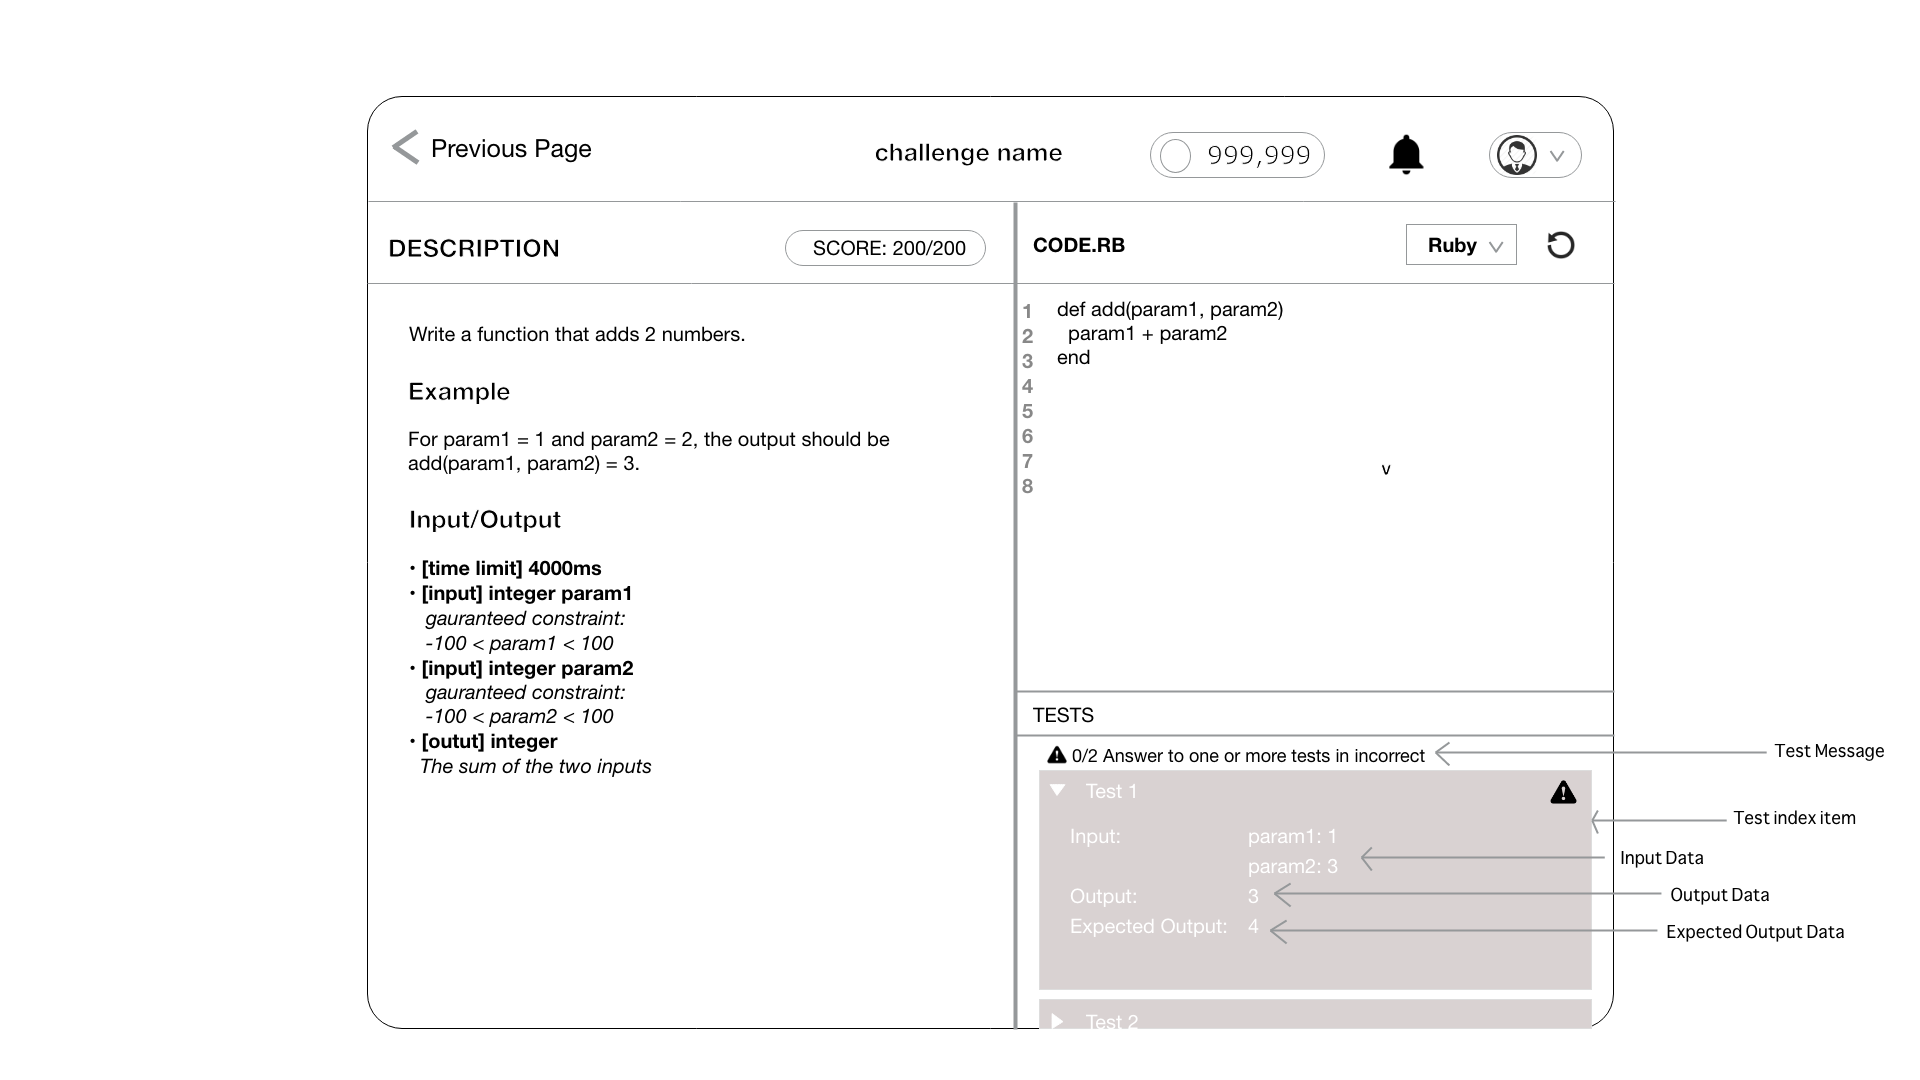 Previous Page
challenge name
999,999
DESCRIPTION
SCORE: 200/200
Write a function that adds 2 numbers.
Example
For param1 = 1 and param2 = 2, the output should be
add(param1, param2) = 3.
Input/Output
· [time limit] 4000ms
· [input] integer param1
gauranteed constraint:
-100 < param1 < 100
· [input] integer param2
gauranteed constraint:
-100 < param2 < 100
· [outut] integer
The sum of the two inputs
CODE.RB
Ruby
1 def add(param1, param2)
2 param1 + param2
3 end
4
5
6
7
v
8
TESTS
0/2 Answer to one or more tests in incorrect
Test Message
Test 1
Test index item
Input: param1: 1
param2: 3
Input Data
Output: 3
Output Data
Expected Output: 4
Expected Output Data
Test 2